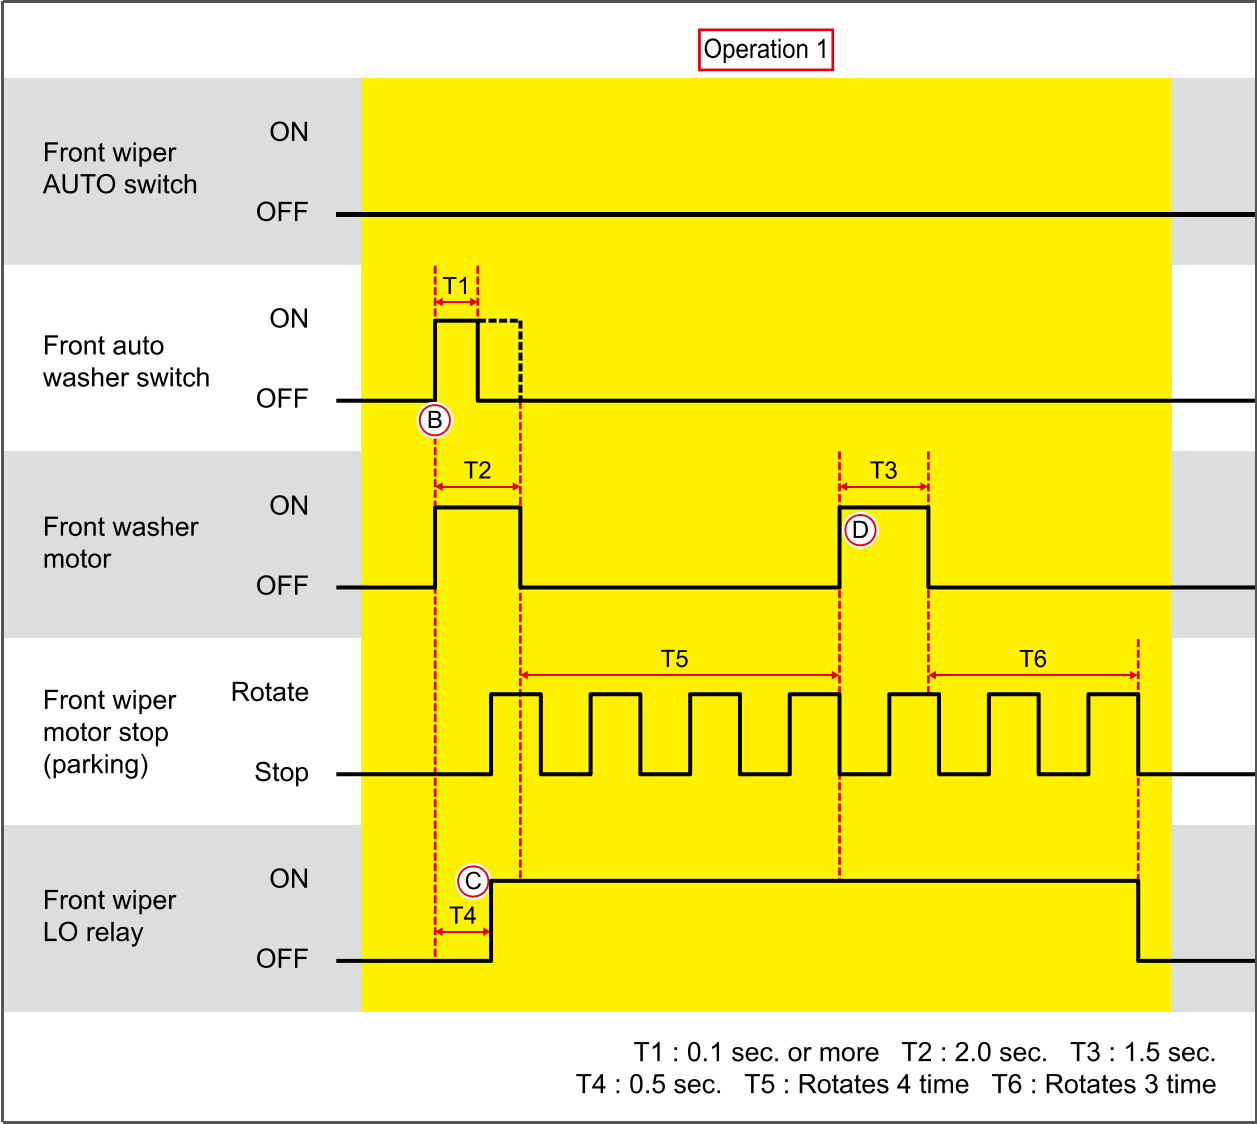 Operation 1
Front wiper
AUTO switch
ON
OFF
Front auto
washer switch
ON
OFF
T1
B
Front washer
motor
ON
OFF
T2
T3
D
Front wiper
motor stop
(parking)
Rotate
Stop
T5
T6
Front wiper
LO relay
ON
OFF
C
T4
T1 : 0.1 sec. or more T2 : 2.0 sec. T3 : 1.5 sec.
T4 : 0.5 sec. T5 : Rotates 4 time T6 : Rotates 3 time